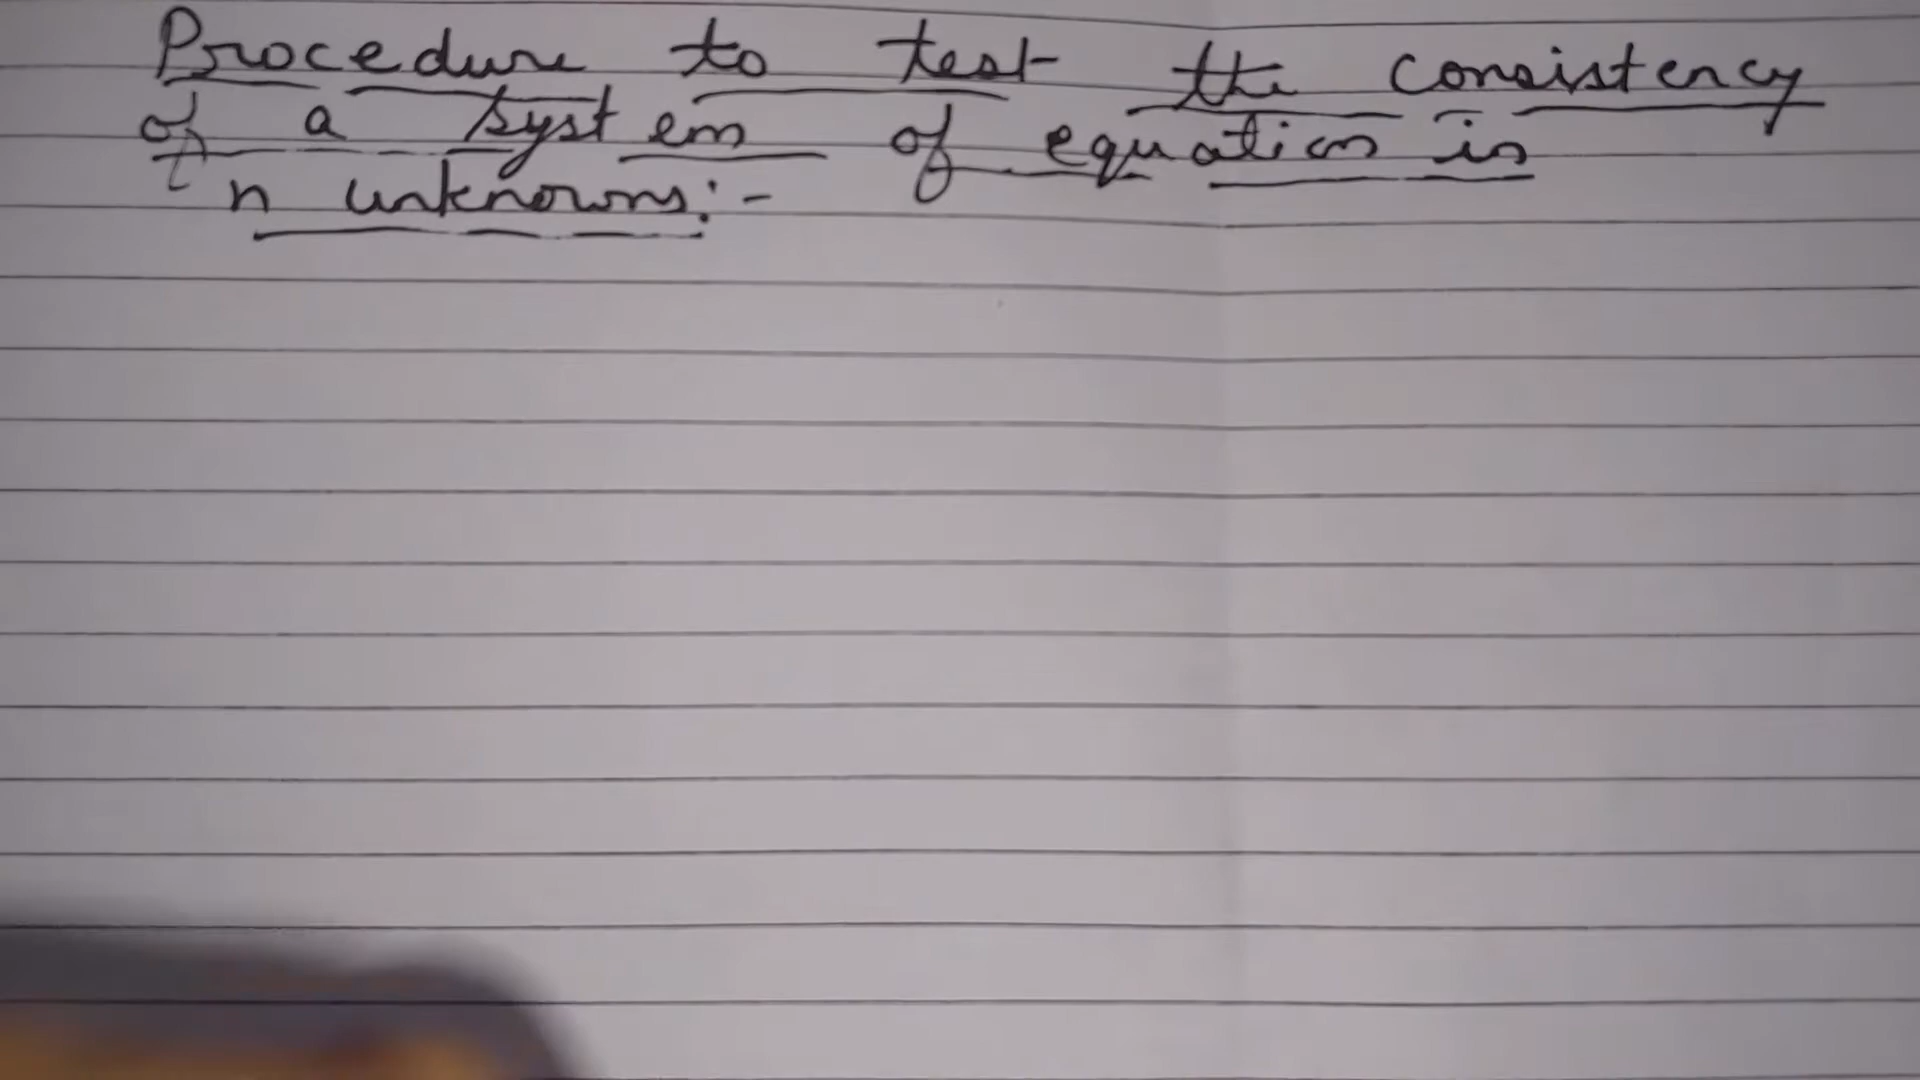 Procedure to test the consistency
of a system of equation in
n unknowns:-